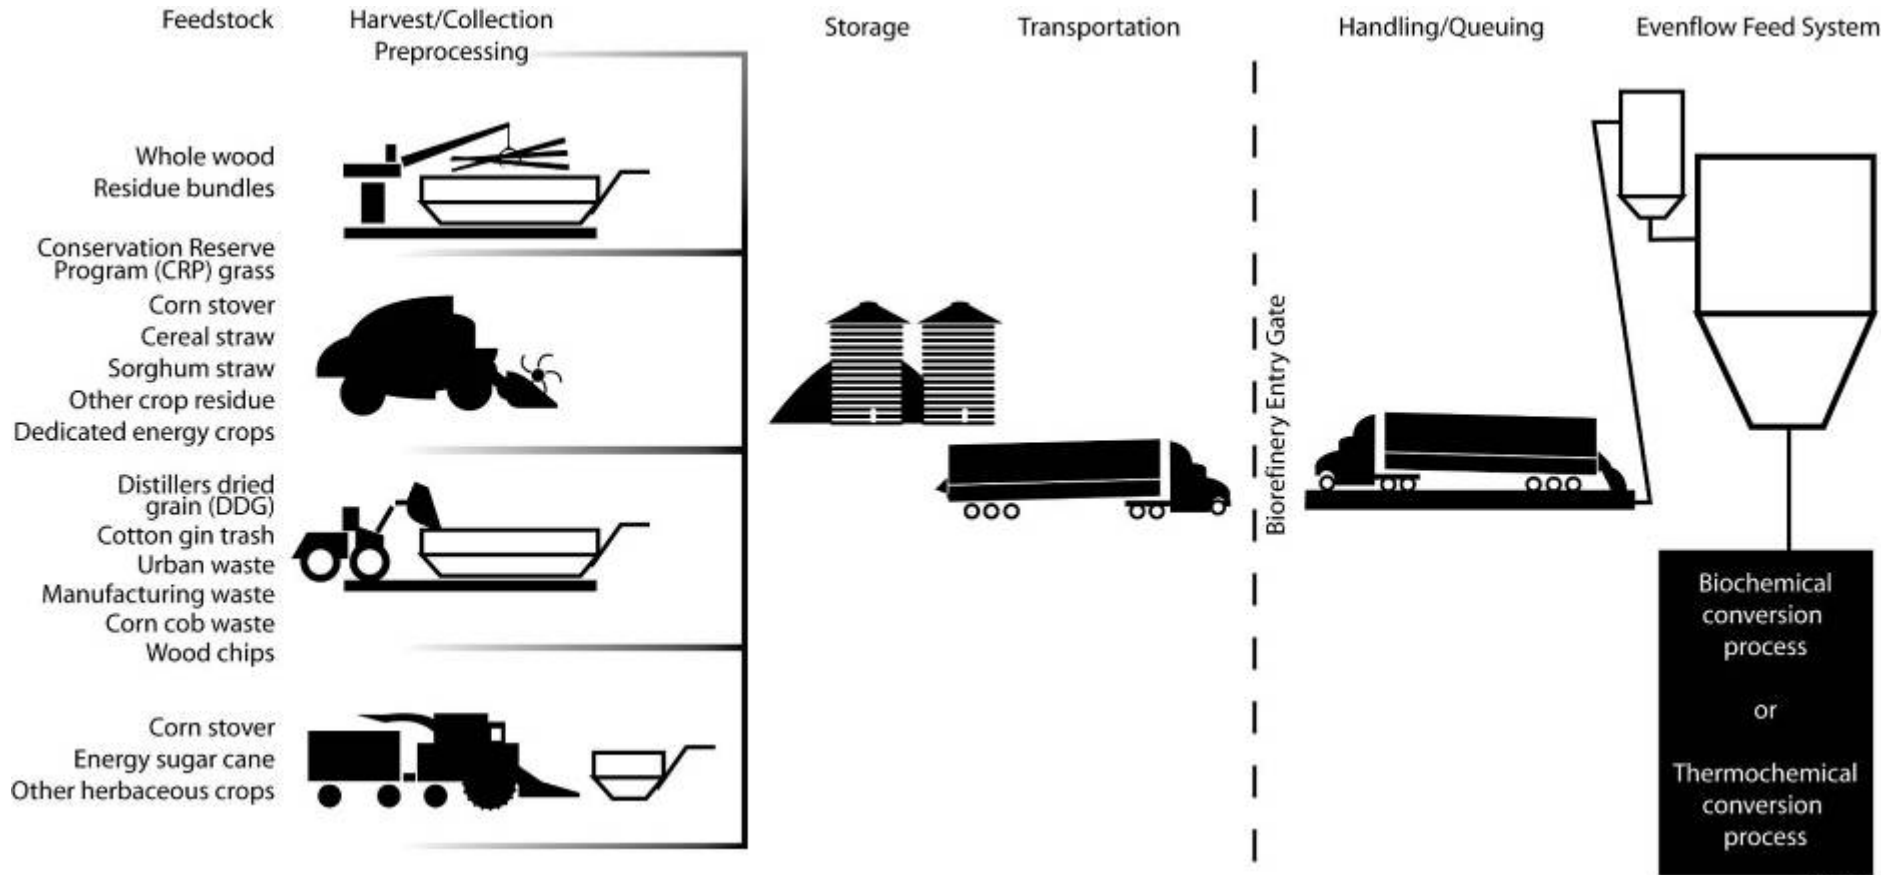 Feedstock
Harvest/Collection
Preprocessing
Storage
Transportation
Handling/Queuing
Evenflow Feed System
Whole wood
Residue bundles
Conservation Reserve
Program (CRP) grass
Corn stover
Cereal straw
Sorghum straw
Other crop residue
Dedicated energy crops
Distillers dried
grain (DDG)
Cotton gin trash
Urban waste
Manufacturing waste
Corn cob waste
Wood chips
Corn stover
Energy sugar cane
Other herbaceous crops
Biorefinery Entry Gate
Biochemical
conversion
process
or
Thermochemical
conversion
process